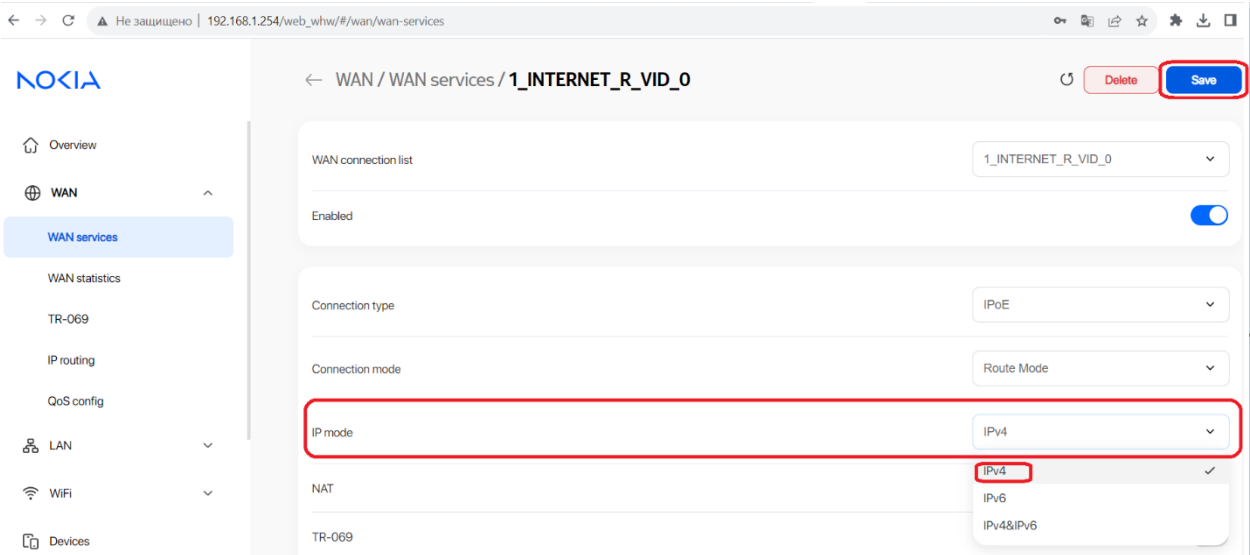 Не защищено | 192.168.1.254/web_whw/#/wan/wan-services
NOKIA
WAN / WAN services / 1_INTERNET_R_VID_0
Delete
Save
Overview
WAN
WAN services
WAN statistics
TR-069
IP routing
QoS config
LAN
WiFi
Devices
WAN connection list
1_INTERNET_R_VID_0
Enabled
Connection type
IPoE
Connection mode
Route Mode
IP mode
IPv4
IPv4
NAT
IPv6
IPv4&IPv6
TR-069